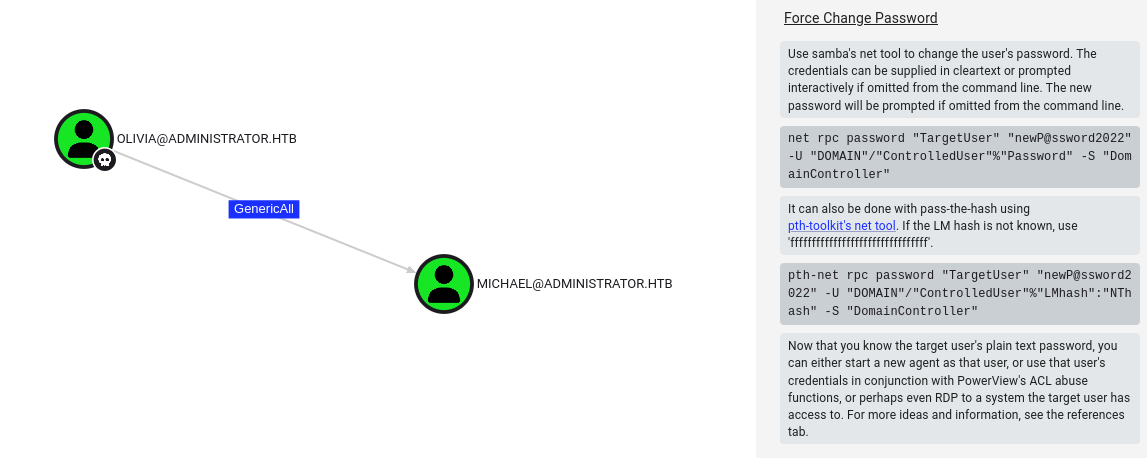 OLIVIA@ADMINISTRATOR.HTB
GenericAll
MICHAEL@ADMINISTRATOR.HTB
Force Change Password
Use samba's net tool to change the user's password. The
credentials can be supplied in cleartext or prompted
interactively if omitted from the command line. The new
password will be prompted if omitted from the command line.
net rpc password "TargetUser" "newP@ssword2022"
-U "DOMAIN"/"ControlledUser"%"Password" -S "Dom
ainController"
It can also be done with pass-the-hash using
pth-toolkit's net tool. If the LM hash is not known, use
'ffffffffffffffffffffffffffffffff'.
pth-net rpc password "TargetUser" "newP@ssword2
022" -U "DOMAIN"/"ControlledUser"%"LMhash":"NTh
ash" -S "DomainController"
Now that you know the target user's plain text password, you
can either start a new agent as that user, or use that user's
credentials in conjunction with PowerView's ACL abuse
functions, or perhaps even RDP to a system the target user has
access to. For more ideas and information, see the references
tab.